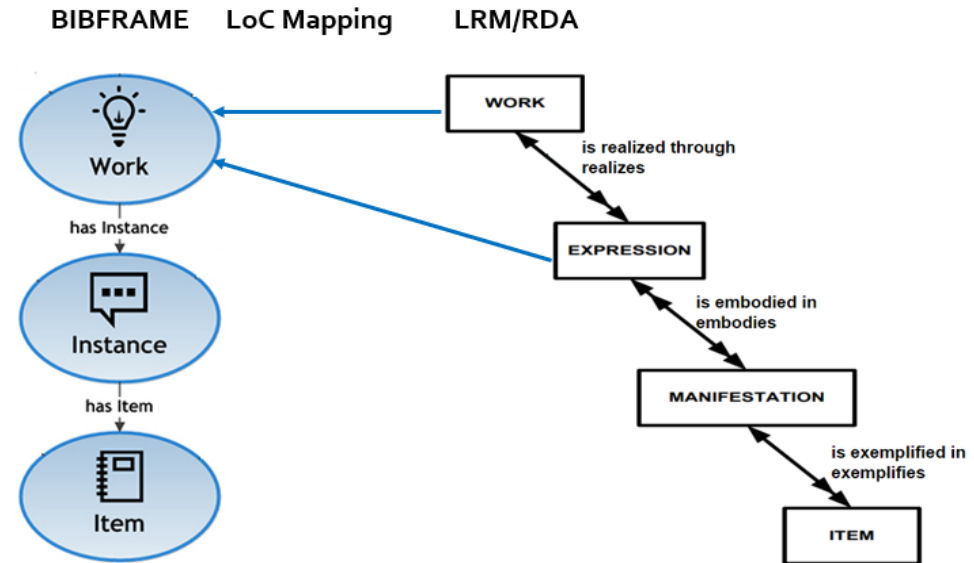 BIBFRAME LoC Mapping LRM/RDA
Work
has Instance
Instance
has Item
Item
WORK
is realized through
realizes
EXPRESSION
is embodied in
embodies
MANIFESTATION
is exemplified in
exemplifies
ITEM